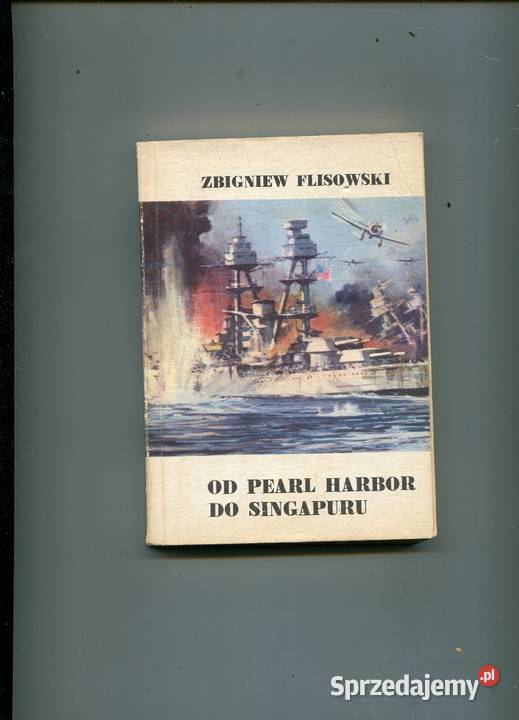 ZBIGNIEW FLISOWSKI
OD PEARL HARBOR
DO SINGAPURU
Sprzedajemy.pl